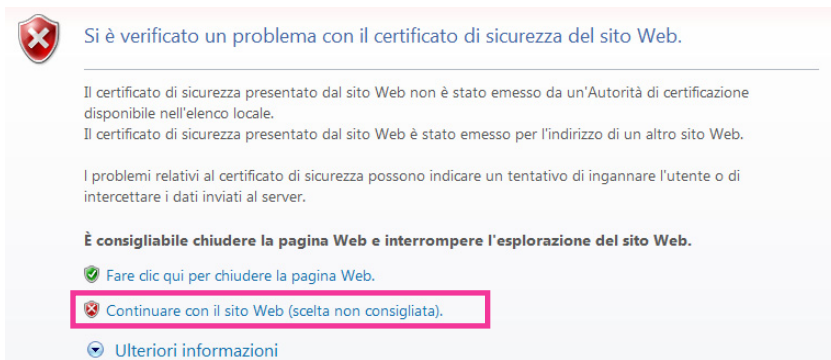 Si è verificato un problema con il certificato di sicurezza del sito Web.
Il certificato di sicurezza presentato dal sito Web non è stato emesso da un'Autorità di certificazione
disponibile nell'elenco locale.
Il certificato di sicurezza presentato dal sito Web è stato emesso per l'indirizzo di un altro sito Web.
I problemi relativi al certificato di sicurezza possono indicare un tentativo di ingannare l'utente o di
intercettare i dati inviati al server.
È consigliabile chiudere la pagina Web e interrompere l'esplorazione del sito Web.
Fare clic qui per chiudere la pagina Web.
Continuare con il sito Web (scelta non consigliata).
Ulteriori informazioni